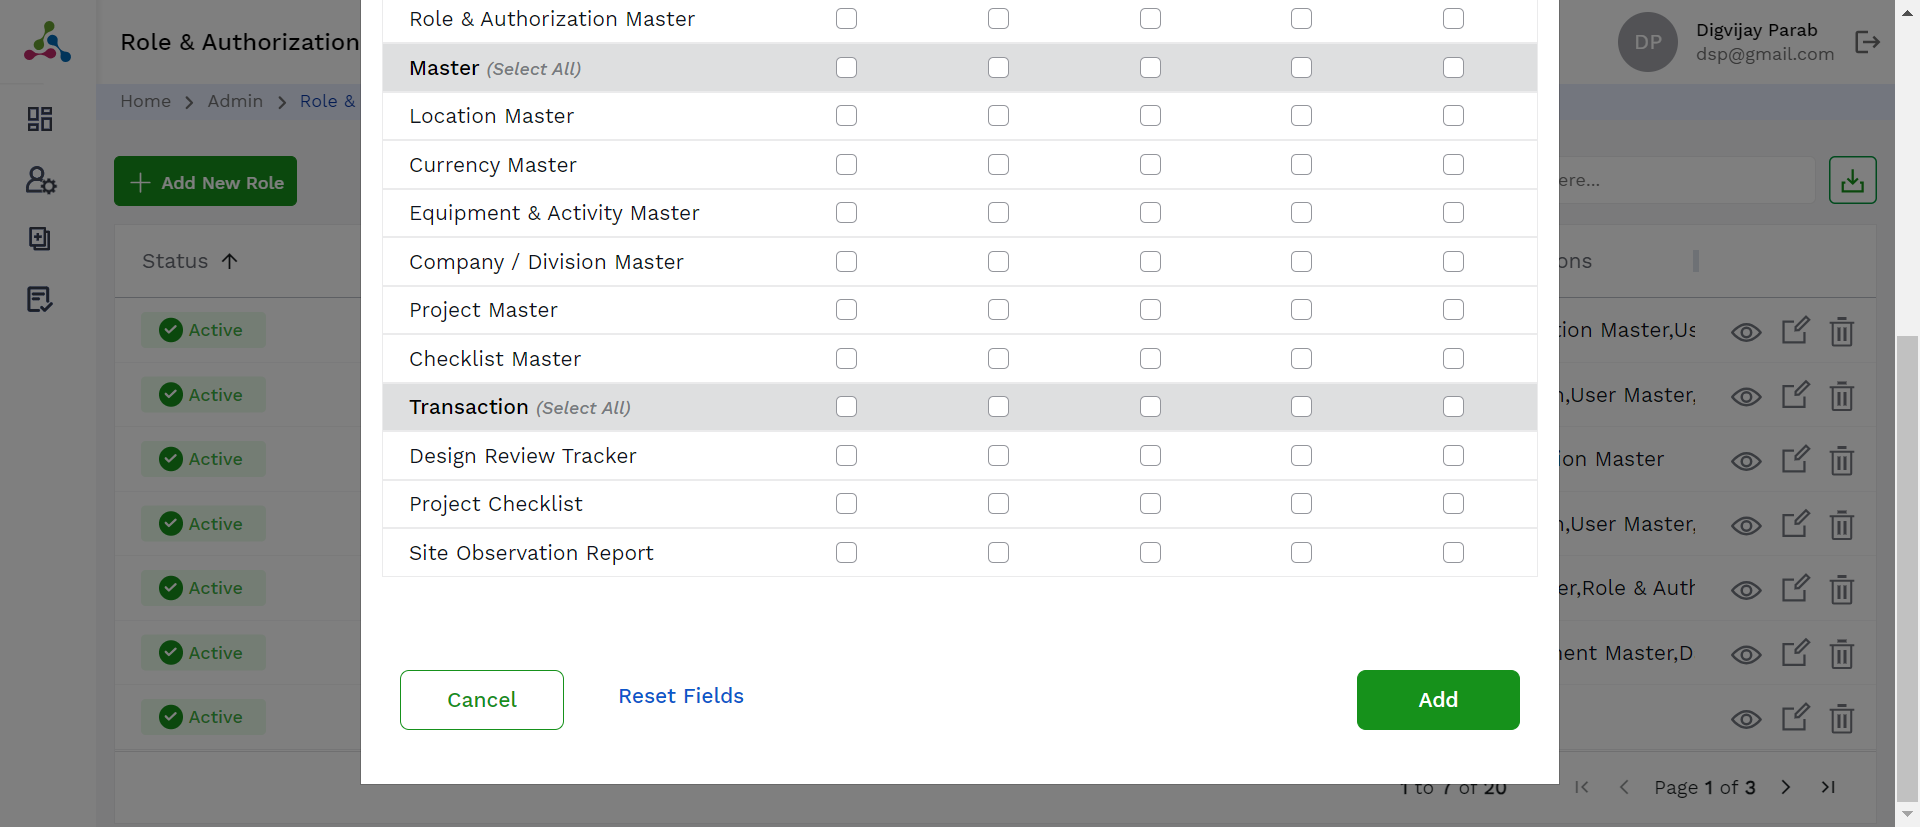 Role & Authorization
Digvijay Parab
dsp@gmail.com
DP
Home > Admin > Role &
Add New Role
ere...
Status
ons
Active
tion Master,Us
Active
n,User Master,
Active
ion Master
Active
n,User Master,
Active
er,Role & Auth
Active
nent Master,D
Active
1 to 7 of 20
Page 1 of 3
Role & Authorization Master
Master (Select All)
Location Master
Currency Master
Equipment & Activity Master
Company / Division Master
Project Master
Checklist Master
Transaction (Select All)
Design Review Tracker
Project Checklist
Site Observation Report
Cancel
Reset Fields
Add